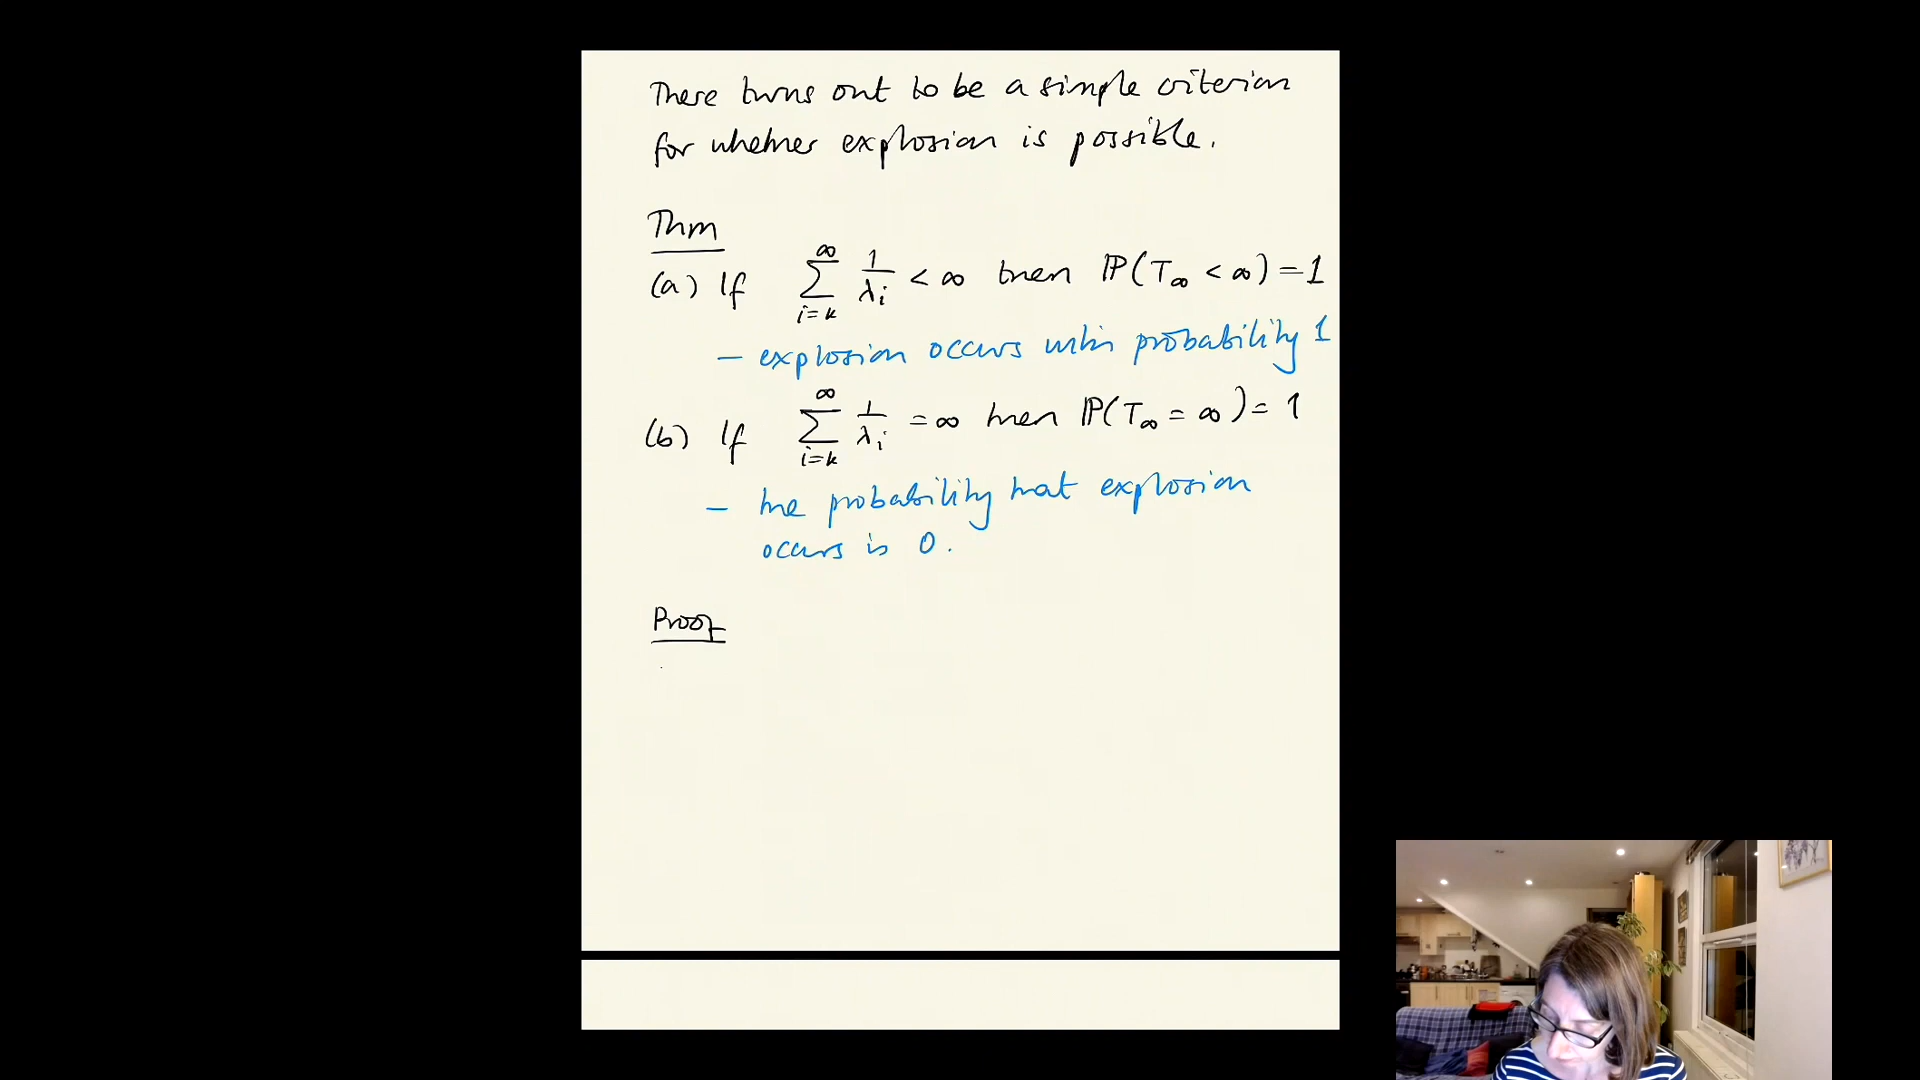 There turns out to be a simple criterion
for whether explosion is possible.
Thm
(a) If ∑_{i=k}^{∞} 1/λ_i < ∞ then ℙ(T_∞ < ∞) = 1
– explosion occurs with probability 1
(b) If ∑_{i=k}^{∞} 1/λ_i = ∞ then ℙ(T_∞ = ∞) = 1
– the probability that explosion
occurs is 0.
Proof